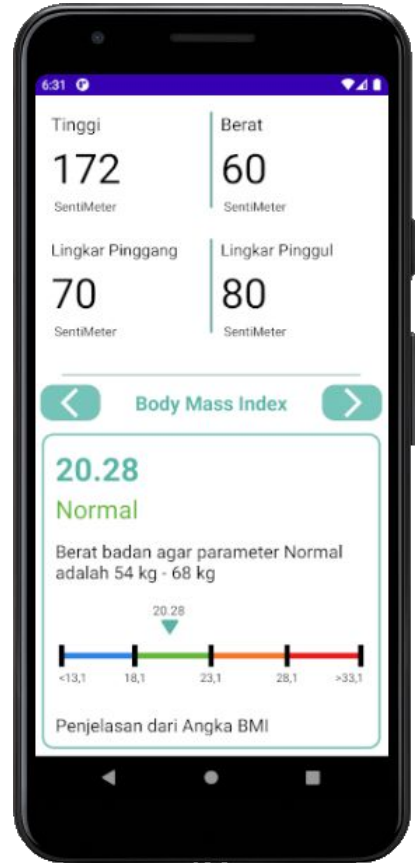 6:31
Tinggi
172
SentiMeter
Berat
60
SentiMeter
Lingkar Pinggang
70
SentiMeter
Lingkar Pinggul
80
SentiMeter
Body Mass Index
20.28
Normal
Berat badan agar parameter Normal
adalah 54 kg - 68 kg
20.28
<13,1 18,1 23,1 28,1 >33,1
Penjelasan dari Angka BMI